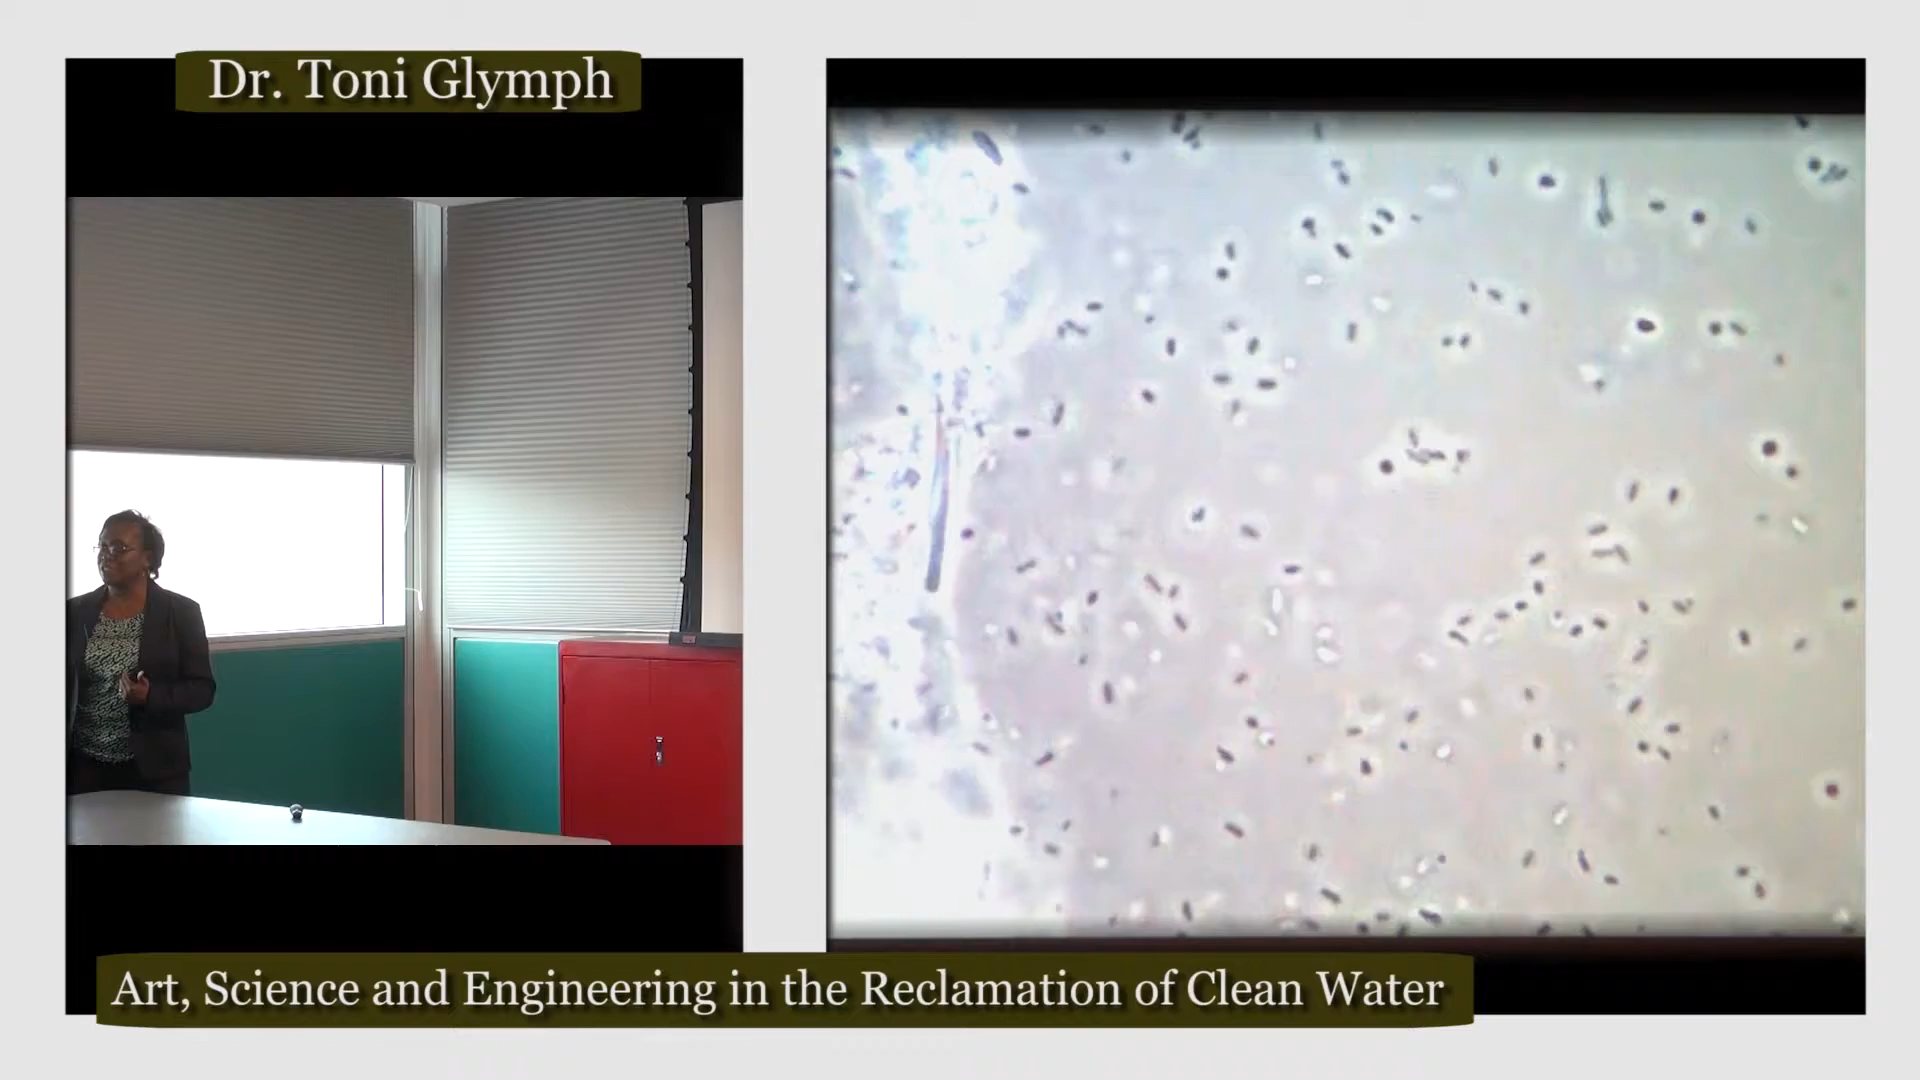 Dr. Toni Glymph
Art, Science and Engineering in the Reclamation of Clean Water